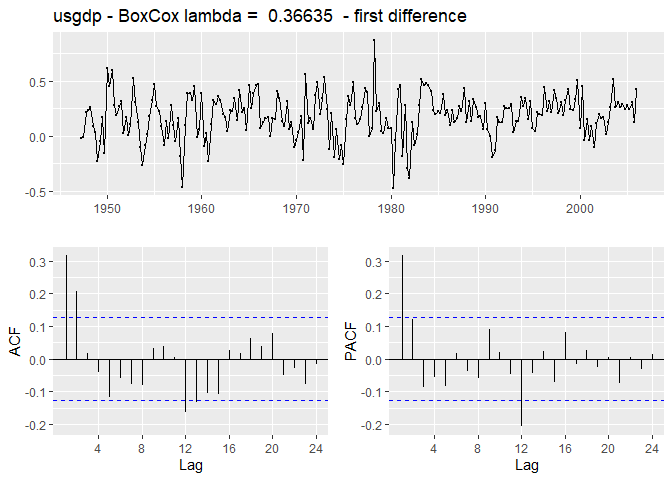 usgdp - BoxCox lambda =  0.36635  - first difference
0.5
0.0
-0.5
1950 1960 1970 1980 1990 2000
0.3
0.2
0.1
0.0
-0.1
-0.2
ACF
4 8 12 16 20 24
Lag
0.3
0.2
0.1
0.0
-0.1
-0.2
PACF
4 8 12 16 20 24
Lag